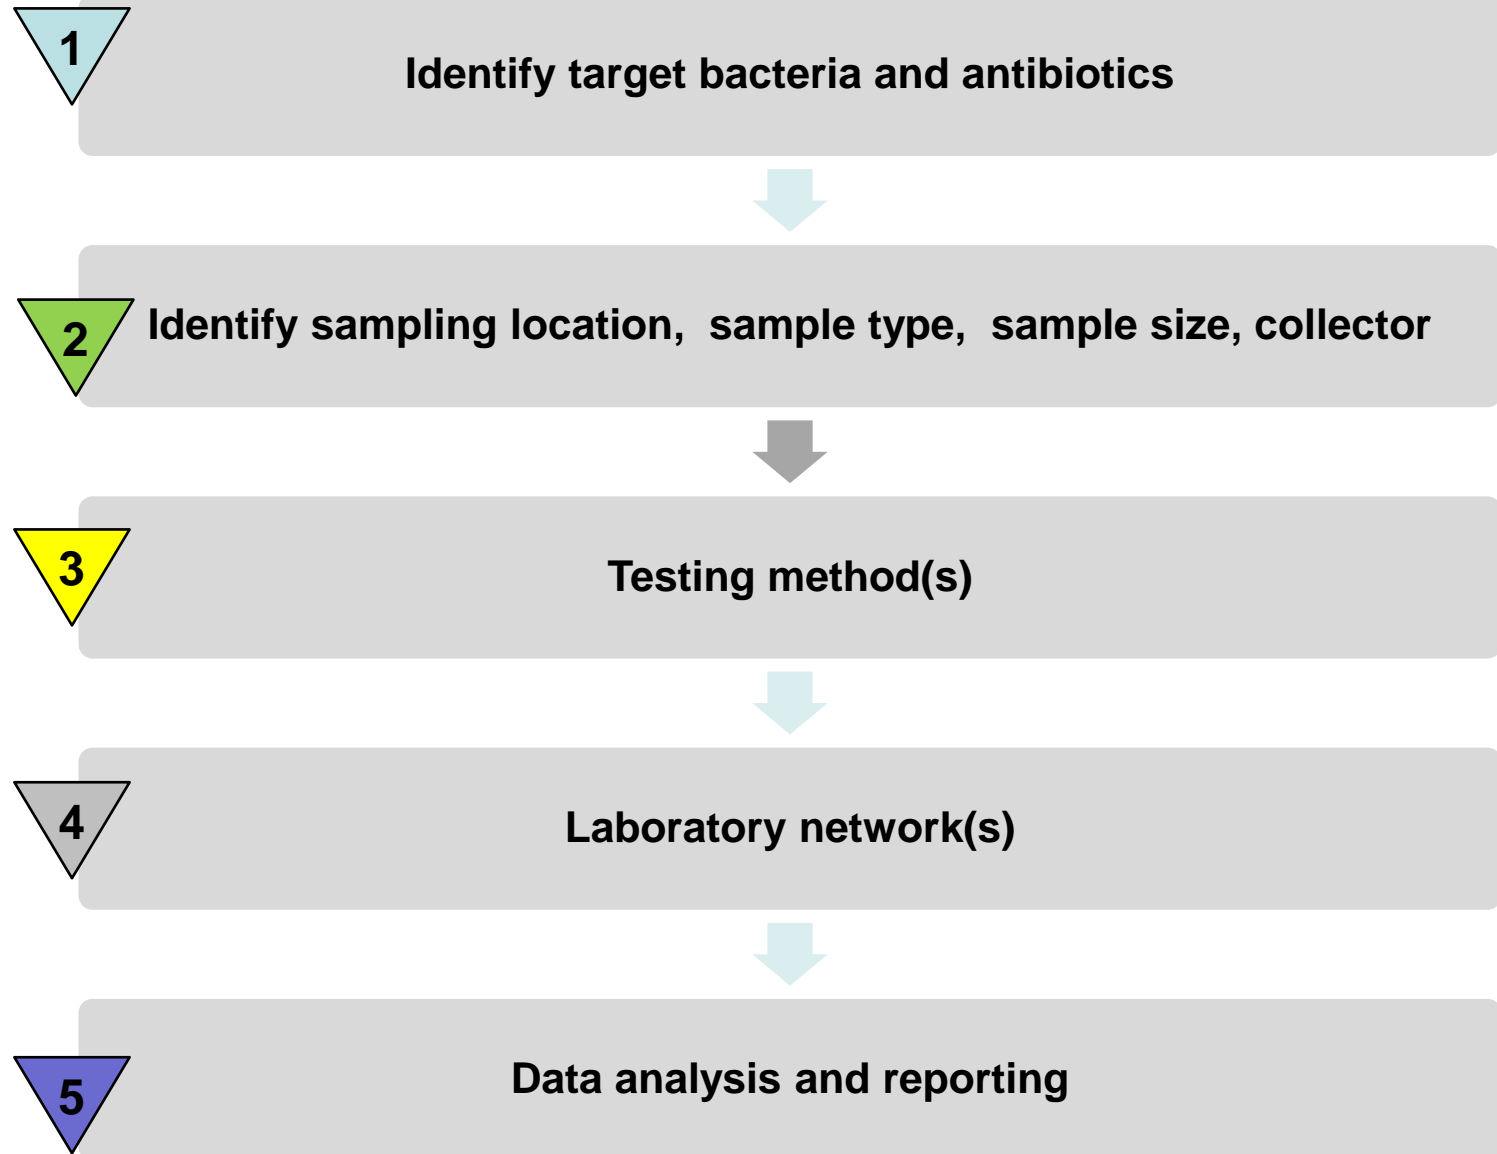 1
Identify target bacteria and antibiotics
2
Identify sampling location,  sample type,  sample size, collector
3
Testing method(s)
4
Laboratory network(s)
5
Data analysis and reporting